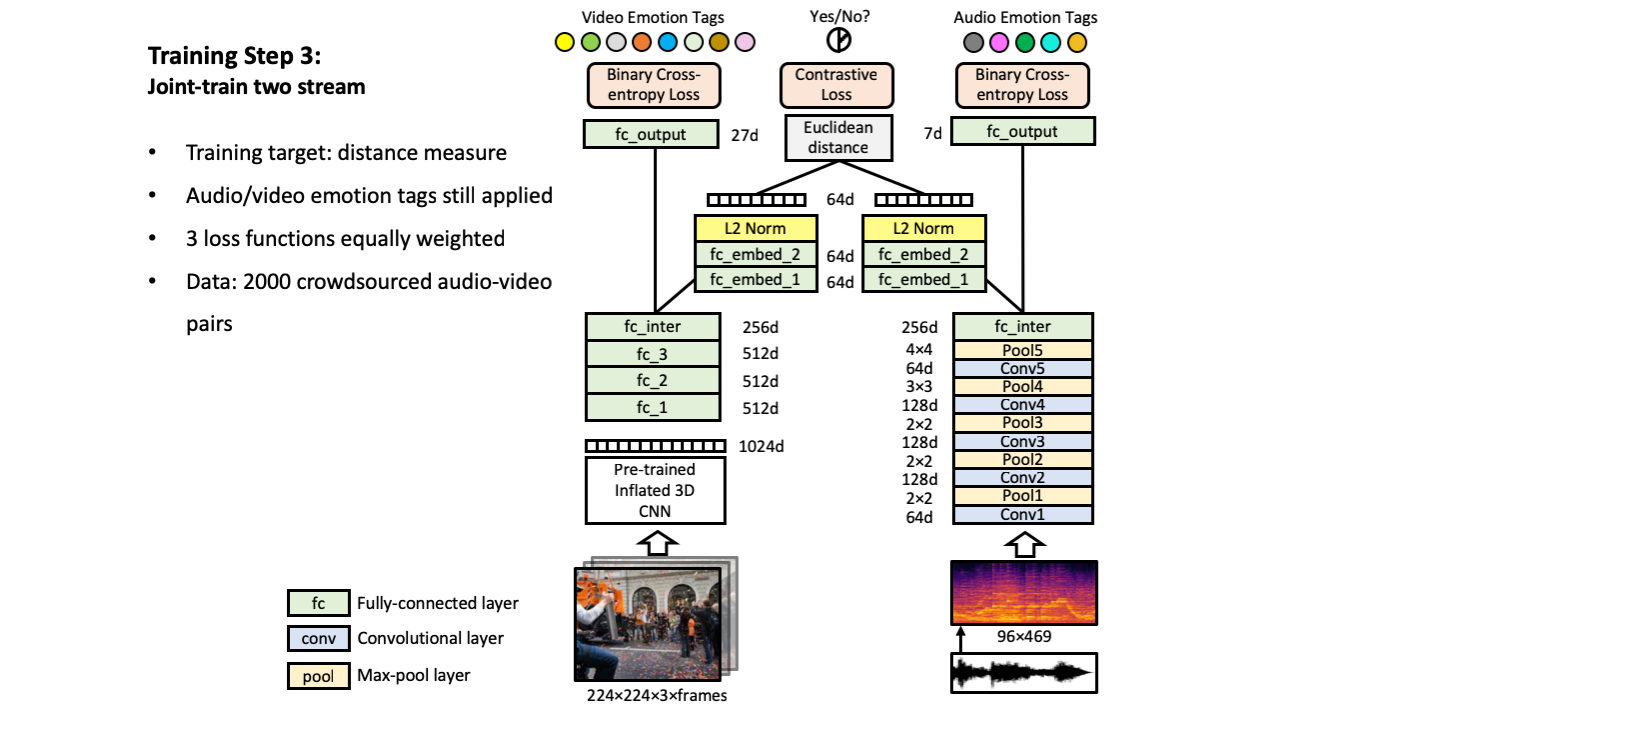 Training Step 3:
Joint-train two stream
• Training target: distance measure
• Audio/video emotion tags still applied
• 3 loss functions equally weighted
• Data: 2000 crowdsourced audio-video
pairs
Video Emotion Tags
Yes/No?
Audio Emotion Tags
Binary Cross-
entropy Loss
Contrastive
Loss
Binary Cross-
entropy Loss
fc_output
27d
Euclidean
distance
7d
fc_output
64d
L2 Norm
L2 Norm
fc_embed_2
64d
fc_embed_2
fc_embed_1
64d
fc_embed_1
fc_inter
256d
fc_3
512d
fc_2
512d
fc_1
512d
1024d
Pre-trained
Inflated 3D
CNN
224×224×3×frames
256d
fc_inter
4×4
Pool5
64d
Conv5
3×3
Pool4
128d
Conv4
2×2
Pool3
128d
Conv3
2×2
Pool2
128d
Conv2
2×2
Pool1
64d
Conv1
96×469
fc
Fully-connected layer
conv
Convolutional layer
pool
Max-pool layer